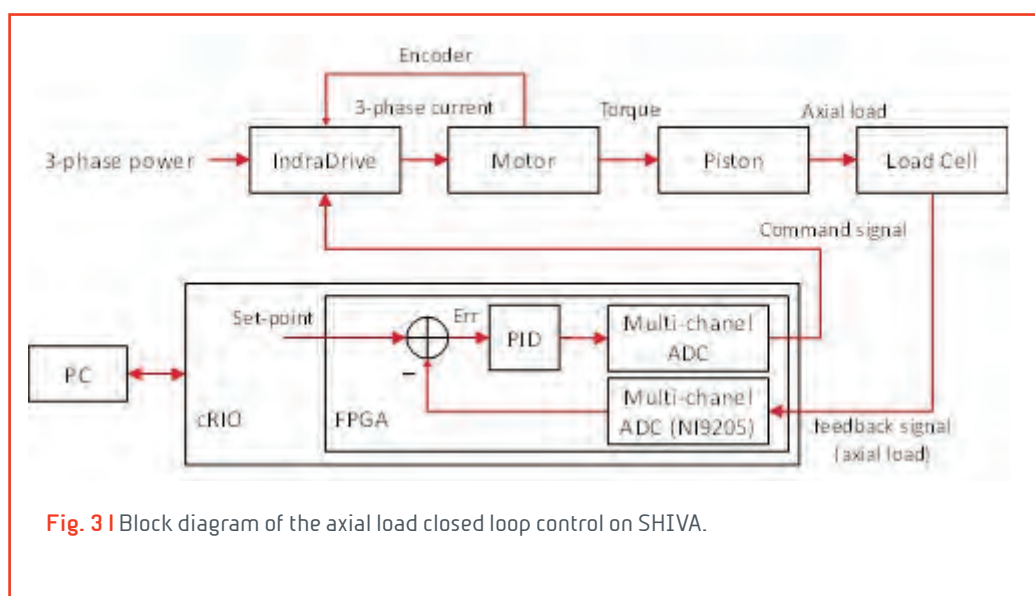 Encoder
3-phase current
Torque
Axial load
3-phase power
IndraDrive
Motor
Piston
Load Cell
Command signal
Set-point
Err
PID
Multi-chanel
ADC
PC
cRIO
FPGA
Multi-chanel
ADC (NI9205)
feedback signal
(axial load)
Fig. 3 | Block diagram of the axial load closed loop control on SHIVA.